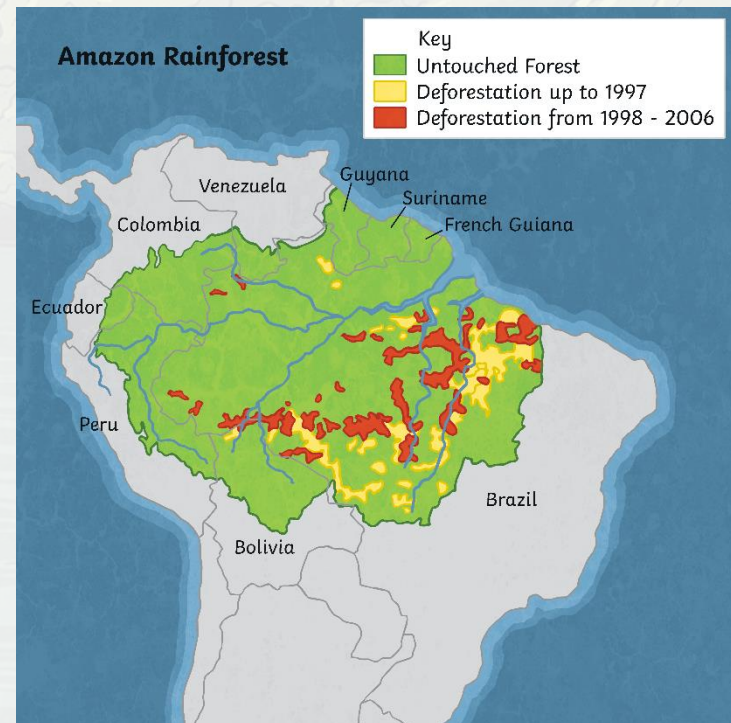 Amazon Rainforest
Key
Untouched Forest
Deforestation up to 1997
Deforestation from 1998 - 2006
Guyana
Venezuela
Suriname
Colombia
French Guiana
Ecuador
Peru
Brazil
Bolivia